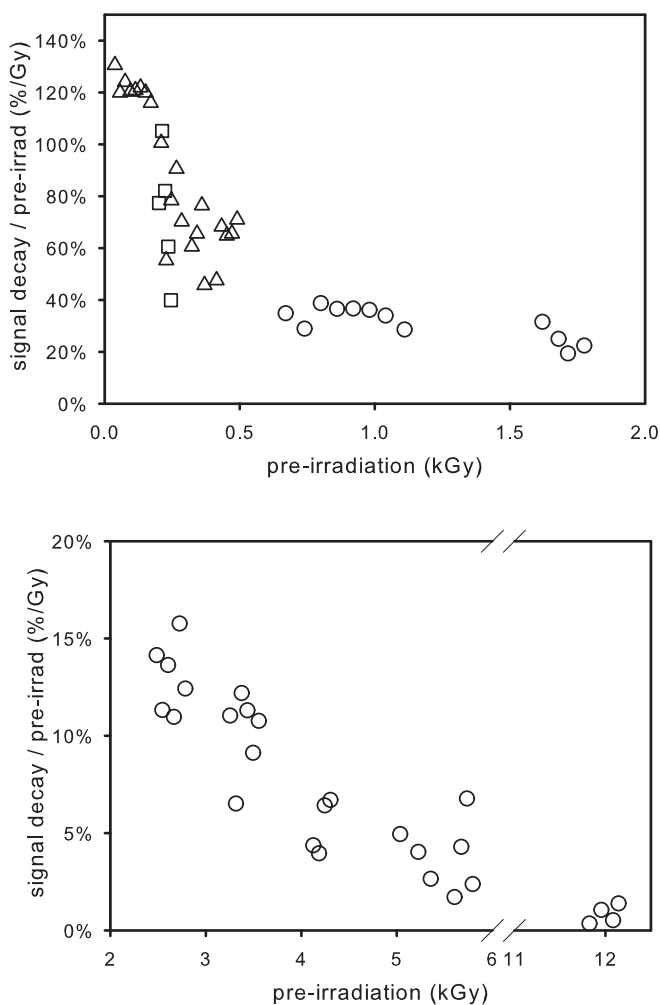 140%
120%
100%
80%
60%
40%
20%
0%
signal decay / pre-irrad (%/Gy)
0.0 0.5 1.0 1.5 2.0
pre-irradiation (kGy)
20%
15%
10%
5%
0%
signal decay / pre-irrad (%/Gy)
2 3 4 5 6 11 12
pre-irradiation (kGy)